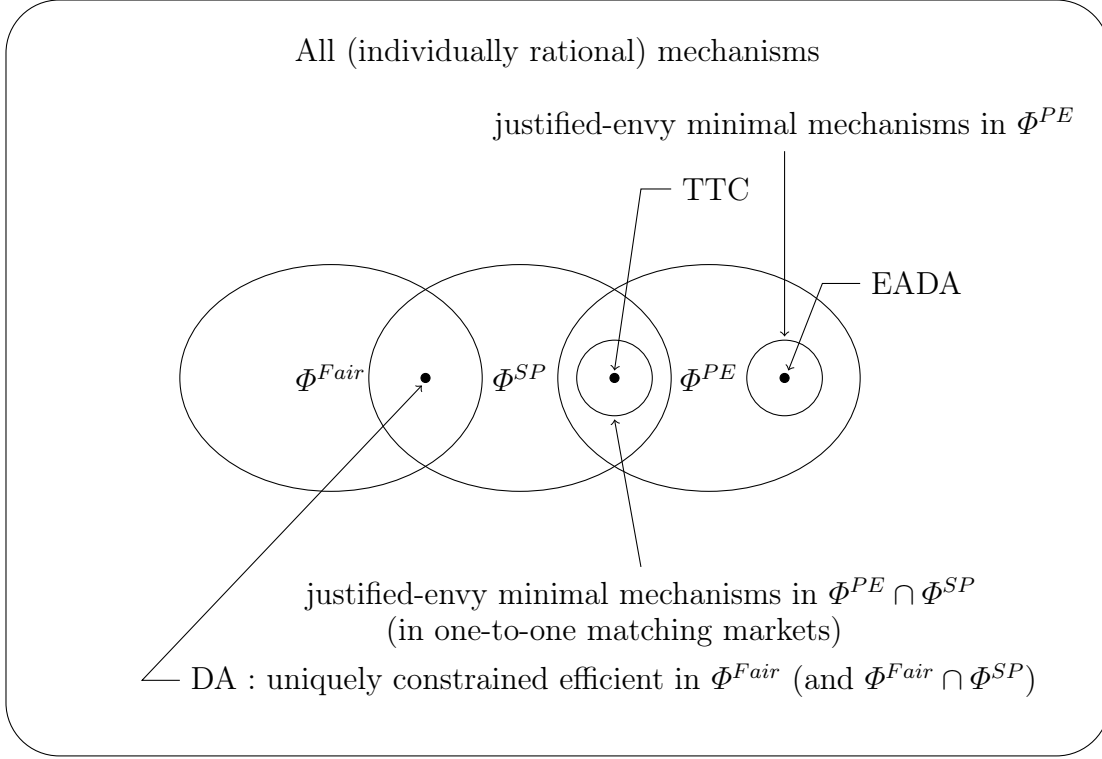 All (individually rational) mechanisms
justified-envy minimal mechanisms in Φ^{PE}
TTC
EADA
Φ^{Fair} Φ^{SP} Φ^{PE}
justified-envy minimal mechanisms in Φ^{PE} ∩ Φ^{SP}
(in one-to-one matching markets)
DA : uniquely constrained efficient in Φ^{Fair} (and Φ^{Fair} ∩ Φ^{SP})